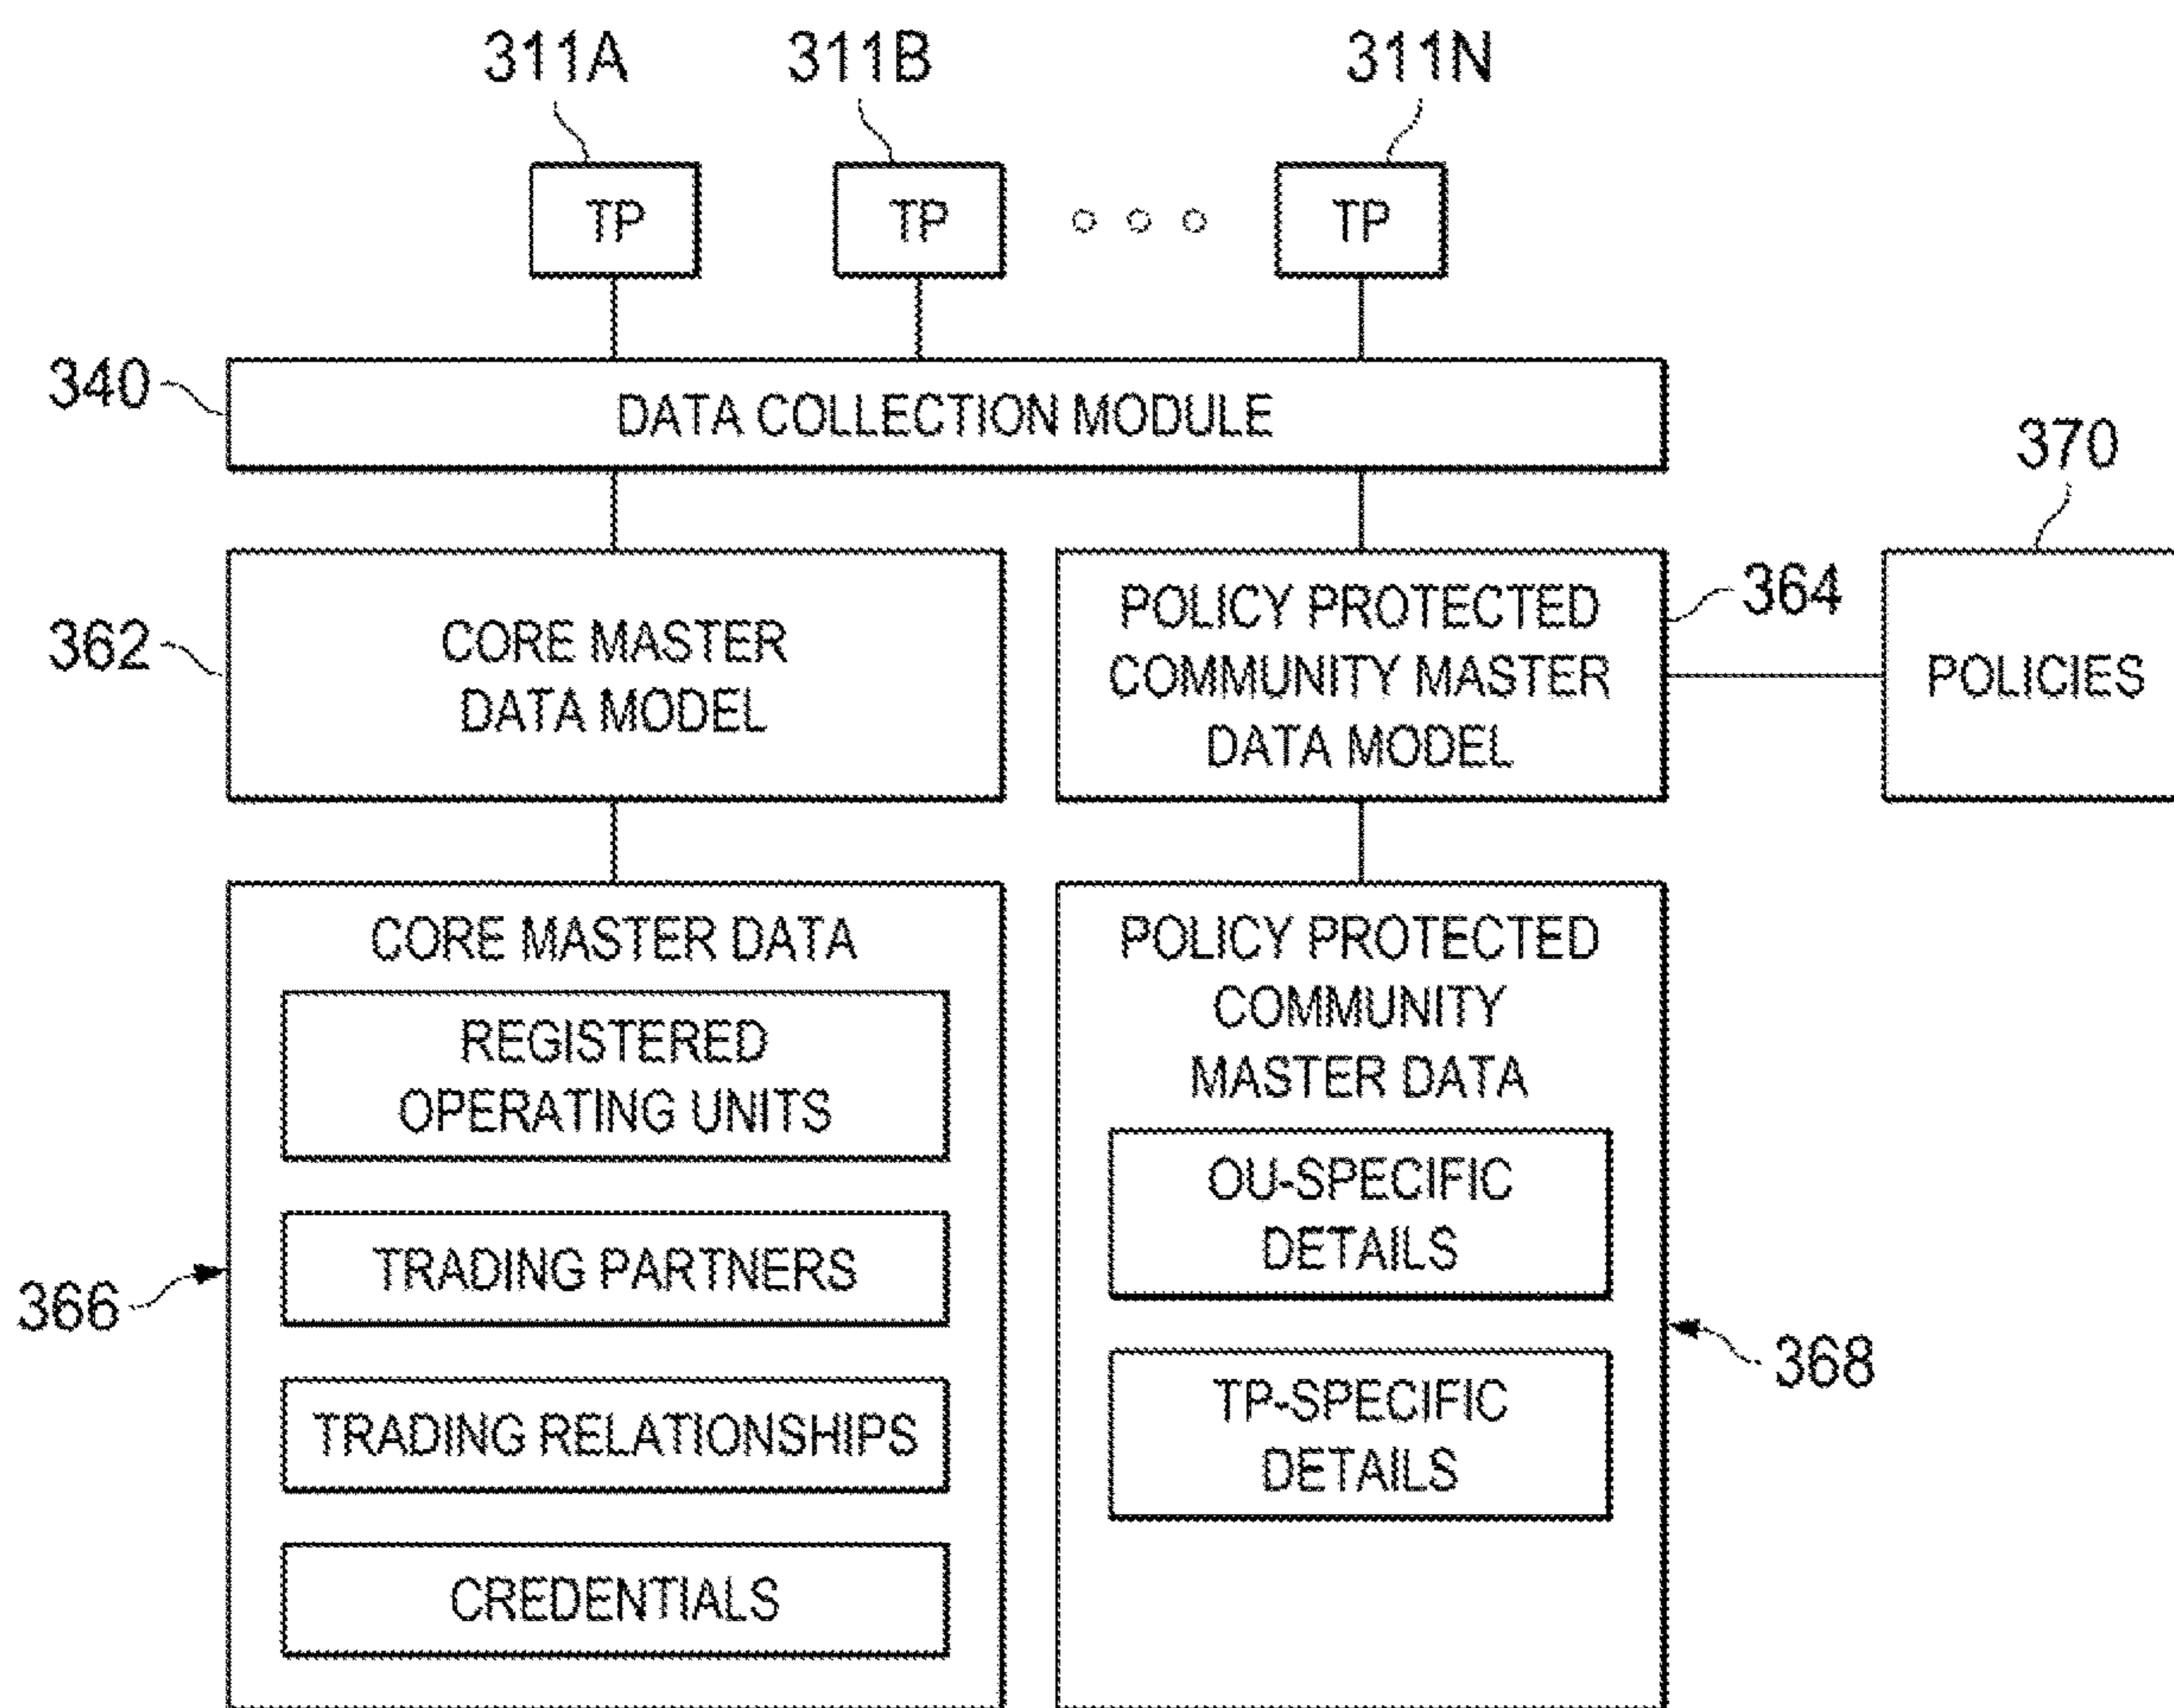 311A 311B 311N
TP TP TP
340
DATA COLLECTION MODULE
370
362
CORE MASTER
DATA MODEL
POLICY PROTECTED
COMMUNITY MASTER
DATA MODEL
364
POLICIES
CORE MASTER DATA
REGISTERED
OPERATING UNITS
TRADING PARTNERS
TRADING RELATIONSHIPS
CREDENTIALS
366
POLICY PROTECTED
COMMUNITY
MASTER DATA
OU-SPECIFIC
DETAILS
TP-SPECIFIC
DETAILS
368